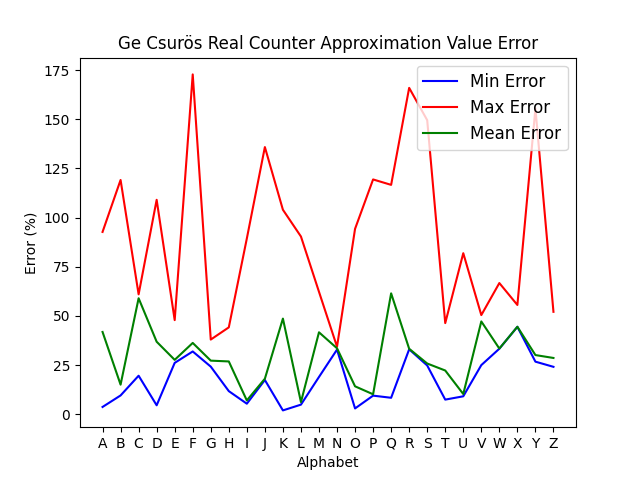 Ge Csurös Real Counter Approximation Value Error
Min Error
Max Error
Mean Error
Error (%)
175
150
125
100
75
50
25
0
A B C D E F G H I J K L M N O P Q R S T U V W X Y Z
Alphabet